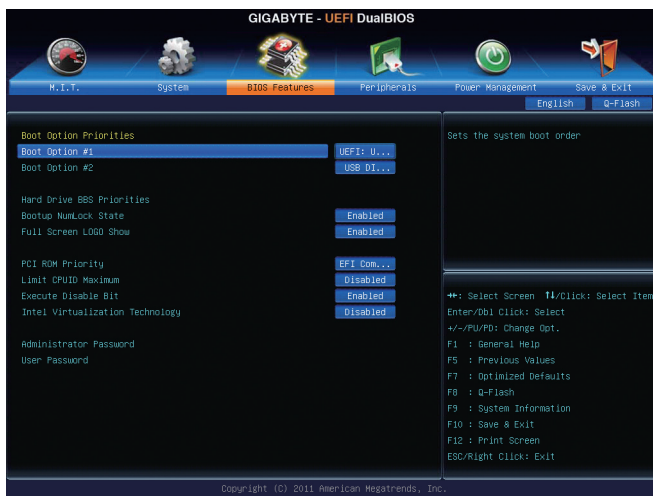 GIGABYTE - UEFI DualBIOS
M.I.T.
System
BIOS Features
Peripherals
Power Management
Save & Exit
English
Q-Flash
Boot Option Priorities
Boot Option #1 UEFI: U...
Boot Option #2 USB DI...
Hard Drive BBS Priorities
Bootup NumLock State Enabled
Full Screen LOGO Show Enabled
PCI ROM Priority EFI Com...
Limit CPUID Maximum Disabled
Execute Disable Bit Enabled
Intel Virtualization Technology Disabled
Administrator Password
User Password
Sets the system boot order
→←: Select Screen ↑↓/Click: Select Item
Enter/Dbl Click: Select
+/-/PU/PD: Change Opt.
F1 : General Help
F5 : Previous Values
F7 : Optimized Defaults
F8 : Q-Flash
F9 : System Information
F10 : Save & Exit
F12 : Print Screen
ESC/Right Click: Exit
Copyright (C) 2011 American Megatrends, Inc.